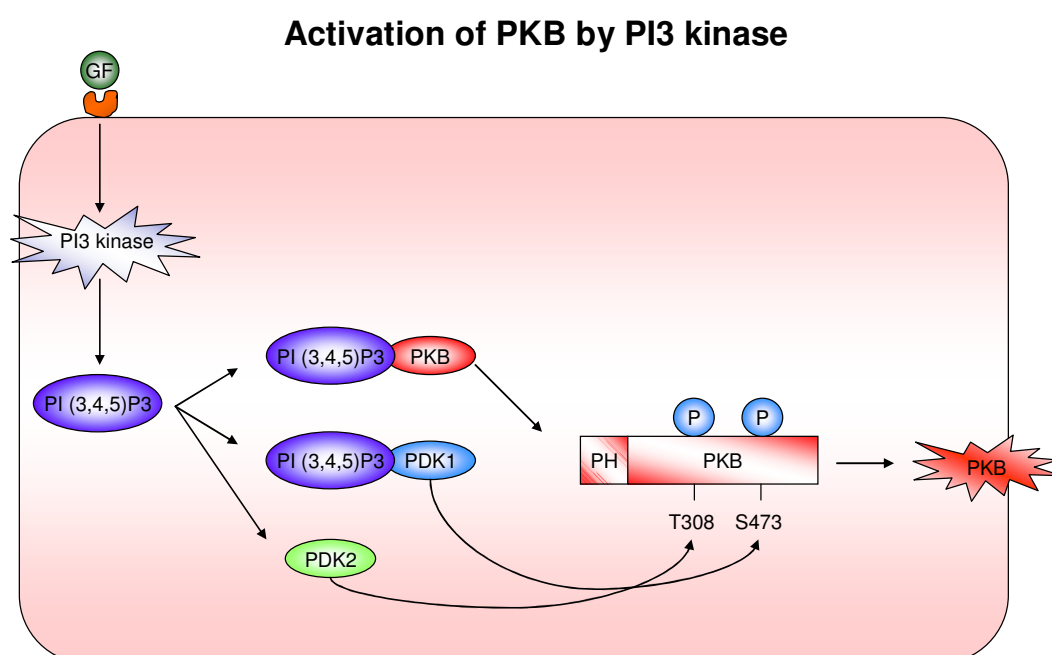 Activation of PKB by PI3 kinase
GF
PI3 kinase
PI (3,4,5)P3 PKB
PI (3,4,5)P3
P P
PI (3,4,5)P3 PDK1
PH PKB
PKB
T308 S473
PDK2